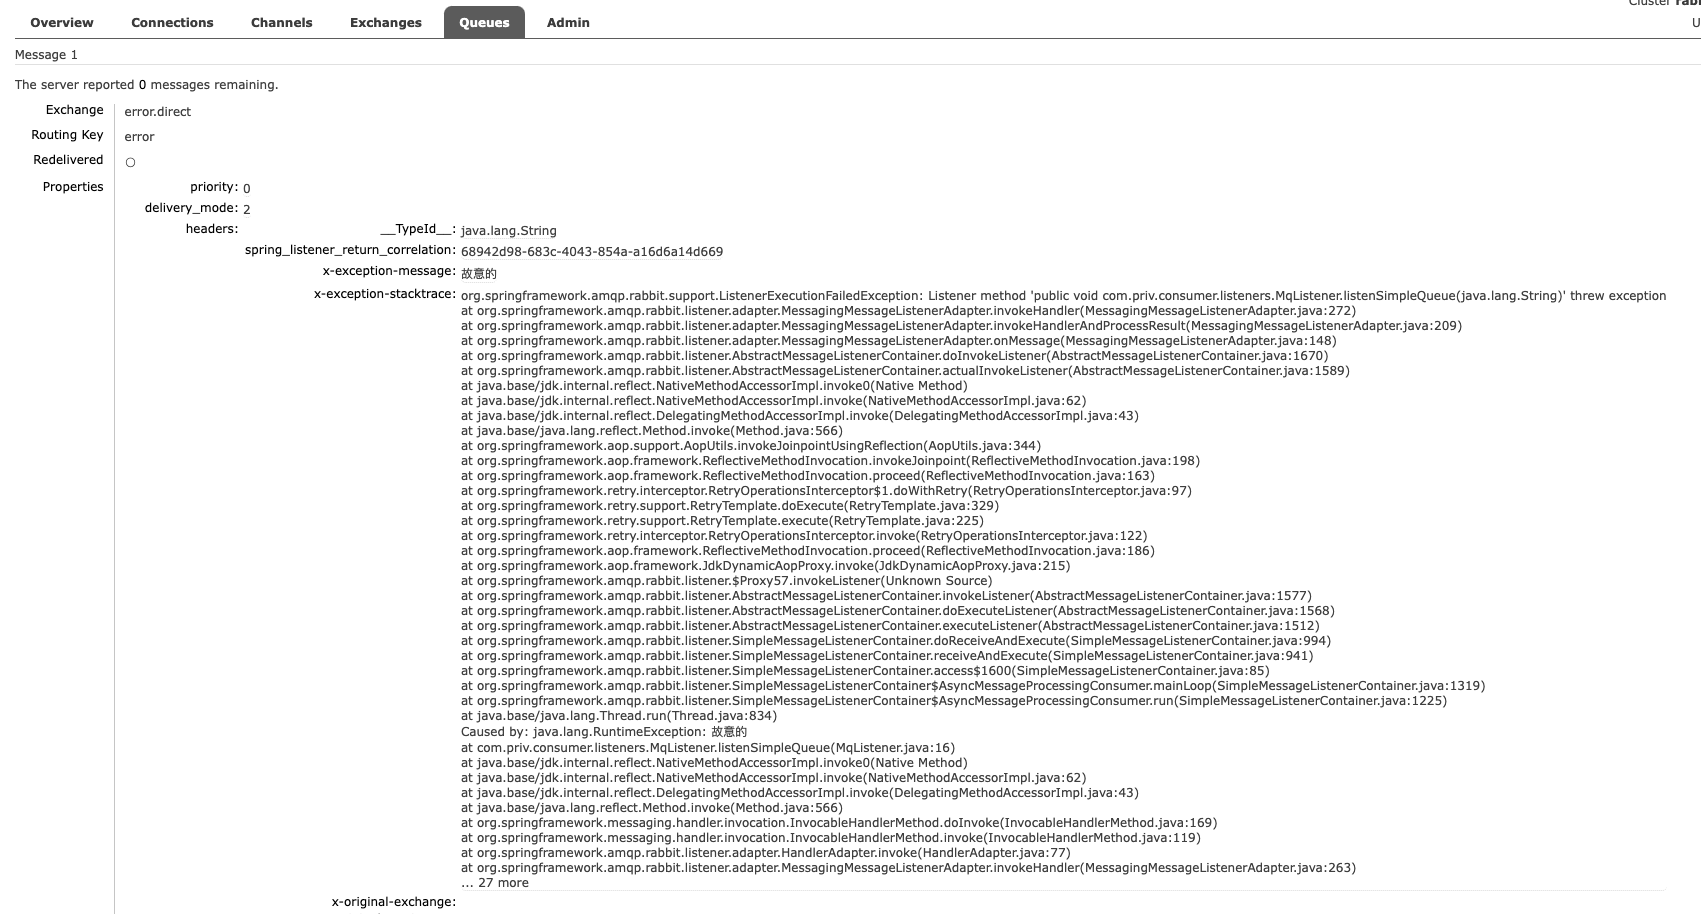 Cluster
Overview Connections Channels Exchanges Queues Admin
Message 1
The server reported 0 messages remaining.
Exchange error.direct
Routing Key error
Redelivered ○
Properties priority: 0
delivery_mode: 2
headers: __TypeId__: java.lang.String
spring_listener_return_correlation: 68942d98-683c-4043-854a-a16d6a14d669
x-exception-message: 故意的
x-exception-stacktrace: org.springframework.amqp.rabbit.support.ListenerExecutionFailedException: Listener method 'public void com.priv.consumer.listeners.MqListener.listenSimpleQueue(java.lang.String)' threw exception
at org.springframework.amqp.rabbit.listener.adapter.MessagingMessageListenerAdapter.invokeHandler(MessagingMessageListenerAdapter.java:272)
at org.springframework.amqp.rabbit.listener.adapter.MessagingMessageListenerAdapter.invokeHandlerAndProcessResult(MessagingMessageListenerAdapter.java:209)
at org.springframework.amqp.rabbit.listener.adapter.MessagingMessageListenerAdapter.onMessage(MessagingMessageListenerAdapter.java:148)
at org.springframework.amqp.rabbit.listener.AbstractMessageListenerContainer.doInvokeListener(AbstractMessageListenerContainer.java:1670)
at org.springframework.amqp.rabbit.listener.AbstractMessageListenerContainer.actualInvokeListener(AbstractMessageListenerContainer.java:1589)
at java.base/jdk.internal.reflect.NativeMethodAccessorImpl.invoke0(Native Method)
at java.base/jdk.internal.reflect.NativeMethodAccessorImpl.invoke(NativeMethodAccessorImpl.java:62)
at java.base/jdk.internal.reflect.DelegatingMethodAccessorImpl.invoke(DelegatingMethodAccessorImpl.java:43)
at java.base/java.lang.reflect.Method.invoke(Method.java:566)
at org.springframework.aop.support.AopUtils.invokeJoinpointUsingReflection(AopUtils.java:344)
at org.springframework.aop.framework.ReflectiveMethodInvocation.invokeJoinpoint(ReflectiveMethodInvocation.java:198)
at org.springframework.aop.framework.ReflectiveMethodInvocation.proceed(ReflectiveMethodInvocation.java:163)
at org.springframework.retry.interceptor.RetryOperationsInterceptor$1.doWithRetry(RetryOperationsInterceptor.java:97)
at org.springframework.retry.support.RetryTemplate.doExecute(RetryTemplate.java:329)
at org.springframework.retry.support.RetryTemplate.execute(RetryTemplate.java:225)
at org.springframework.retry.interceptor.RetryOperationsInterceptor.invoke(RetryOperationsInterceptor.java:122)
at org.springframework.aop.framework.ReflectiveMethodInvocation.proceed(ReflectiveMethodInvocation.java:186)
at org.springframework.aop.framework.JdkDynamicAopProxy.invoke(JdkDynamicAopProxy.java:215)
at org.springframework.amqp.rabbit.listener.$Proxy57.invokeListener(Unknown Source)
at org.springframework.amqp.rabbit.listener.AbstractMessageListenerContainer.invokeListener(AbstractMessageListenerContainer.java:1577)
at org.springframework.amqp.rabbit.listener.AbstractMessageListenerContainer.doExecuteListener(AbstractMessageListenerContainer.java:1568)
at org.springframework.amqp.rabbit.listener.AbstractMessageListenerContainer.executeListener(AbstractMessageListenerContainer.java:1512)
at org.springframework.amqp.rabbit.listener.SimpleMessageListenerContainer.doReceiveAndExecute(SimpleMessageListenerContainer.java:994)
at org.springframework.amqp.rabbit.listener.SimpleMessageListenerContainer.receiveAndExecute(SimpleMessageListenerContainer.java:941)
at org.springframework.amqp.rabbit.listener.SimpleMessageListenerContainer.access$1600(SimpleMessageListenerContainer.java:85)
at org.springframework.amqp.rabbit.listener.SimpleMessageListenerContainer$AsyncMessageProcessingConsumer.mainLoop(SimpleMessageListenerContainer.java:1319)
at org.springframework.amqp.rabbit.listener.SimpleMessageListenerContainer$AsyncMessageProcessingConsumer.run(SimpleMessageListenerContainer.java:1225)
at java.base/java.lang.Thread.run(Thread.java:834)
Caused by: java.lang.RuntimeException: 故意的
at com.priv.consumer.listeners.MqListener.listenSimpleQueue(MqListener.java:16)
at java.base/jdk.internal.reflect.NativeMethodAccessorImpl.invoke0(Native Method)
at java.base/jdk.internal.reflect.NativeMethodAccessorImpl.invoke(NativeMethodAccessorImpl.java:62)
at java.base/jdk.internal.reflect.DelegatingMethodAccessorImpl.invoke(DelegatingMethodAccessorImpl.java:43)
at java.base/java.lang.reflect.Method.invoke(Method.java:566)
at org.springframework.messaging.handler.invocation.InvocableHandlerMethod.doInvoke(InvocableHandlerMethod.java:169)
at org.springframework.messaging.handler.invocation.InvocableHandlerMethod.invoke(InvocableHandlerMethod.java:119)
at org.springframework.amqp.rabbit.listener.adapter.HandlerAdapter.invoke(HandlerAdapter.java:77)
at org.springframework.amqp.rabbit.listener.adapter.MessagingMessageListenerAdapter.invokeHandler(MessagingMessageListenerAdapter.java:263)
... 27 more
x-original-exchange: